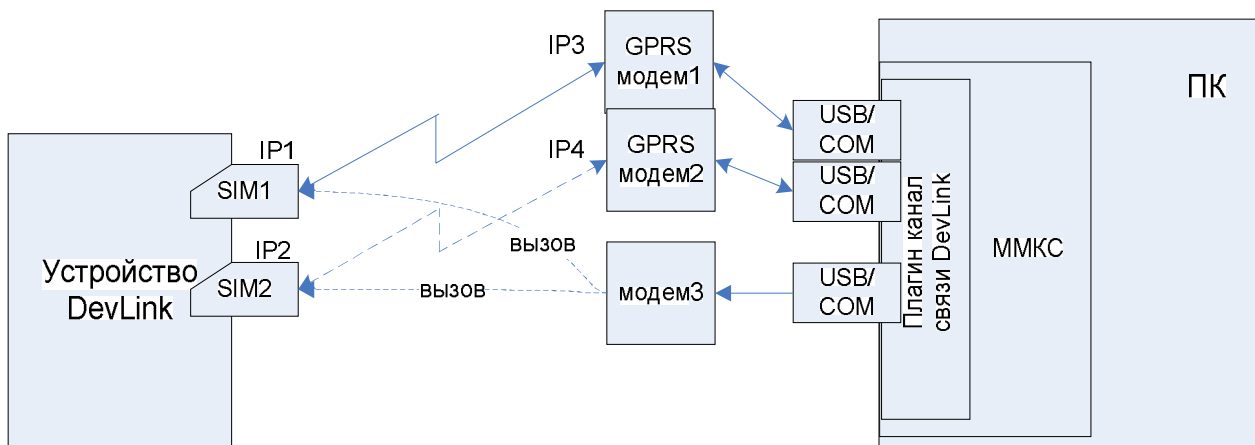 Устройство
DevLink
IP1
SIM1
IP2
SIM2
IP3
GPRS
модем1
IP4
GPRS
модем2
вызов
вызов
модем3
USB/
COM
USB/
COM
USB/
COM
Плагин канал
связи DevLink
ММКС
ПК